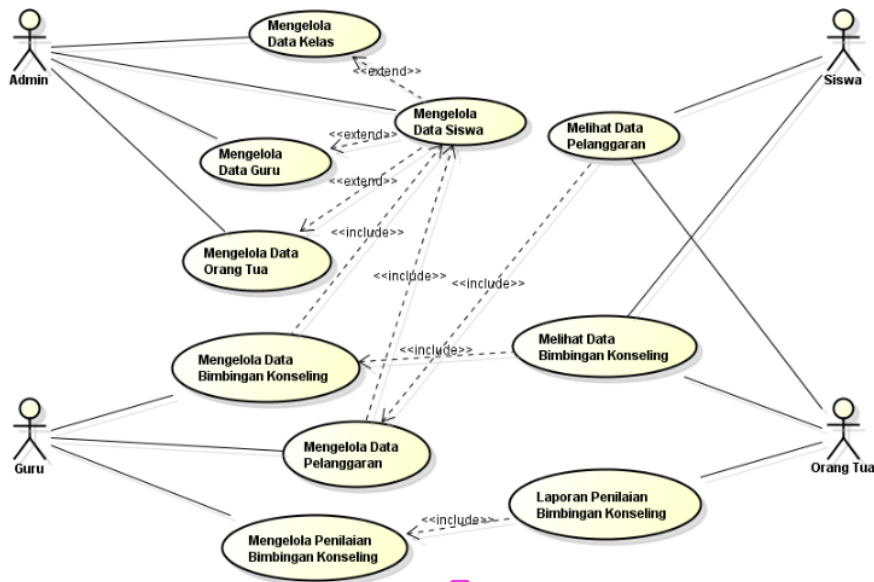 Mengelola
Data Kelas
Admin
Siswa
<<extend>>
Mengelola
Data Siswa
Melihat Data
Pelanggaran
<<extend>>
Mengelola
Data Guru
<<extend>>
Mengelola Data
Orang Tua
<<include>>
<<include>>
<<include>>
Mengelola Data
Bimbingan Konseling
<<include>>
Melihat Data
Bimbingan Konseling
Guru
Mengelola Data
Pelanggaran
Orang Tua
Laporan Penilaian
Bimbingan Konseling
<<include>>
Mengelola Penilaian
Bimbingan Konseling